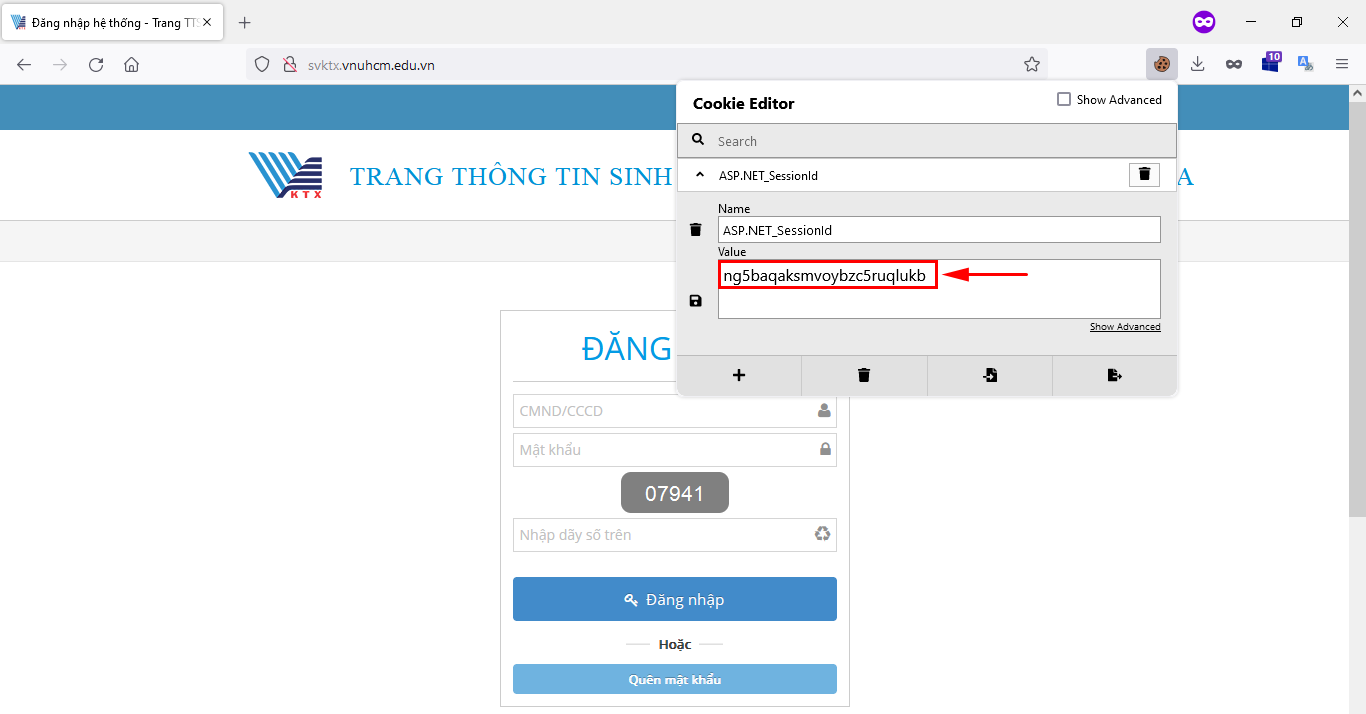 Đăng nhập hệ thống - Trang TTS
svktx.vnuhcm.edu.vn
10
Cookie Editor
Show Advanced
Search
ASP.NET_SessionId
KTX
TRANG THÔNG TIN SINH
A
Name
ASP.NET_SessionId
Value
ng5baqaksmvoybzc5ruqlukb
Show Advanced
ĐĂNG
CMND/CCCD
Mật khẩu
07941
Nhập dãy số trên
Đăng nhập
Hoặc
Quên mật khẩu